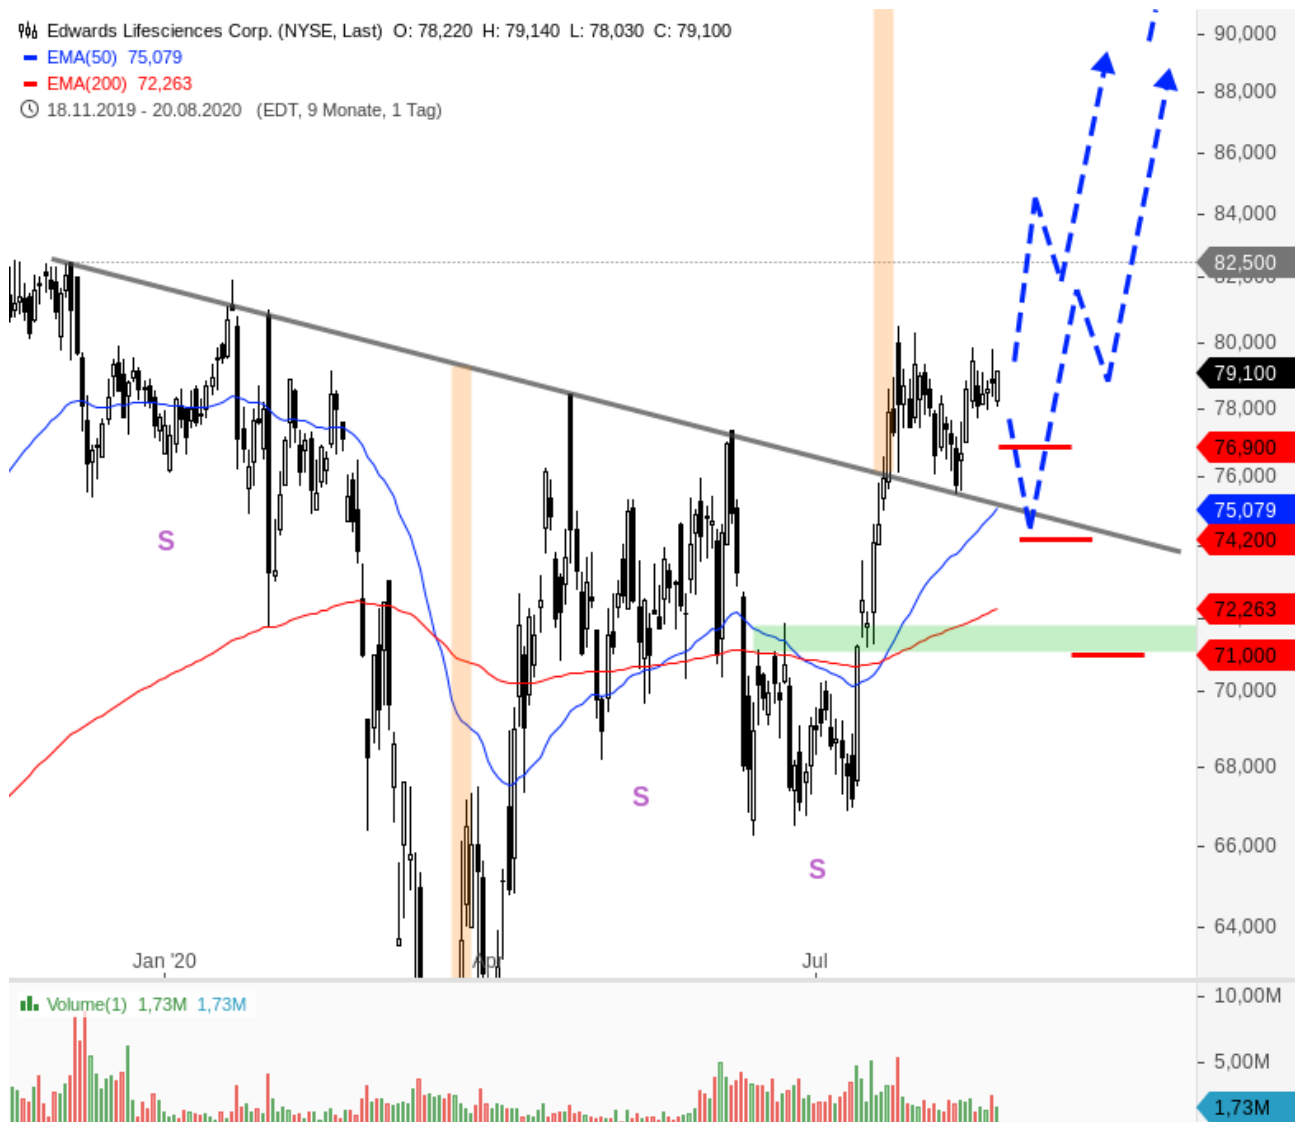 Edwards Lifesciences Corp. (NYSE, Last) O: 78,220 H: 79,140 L: 78,030 C: 79,100
EMA(50) 75,079
EMA(200) 72,263
18.11.2019 - 20.08.2020 (EDT, 9 Monate, 1 Tag)
90,000
88,000
86,000
84,000
82,500
82,000
80,000
79,100
78,000
76,900
76,000
75,079
74,200
72,263
71,000
70,000
68,000
66,000
64,000
S
S
S
Jan '20
Apr
Jul
Volume(1) 1,73M 1,73M
10,00M
5,00M
1,73M